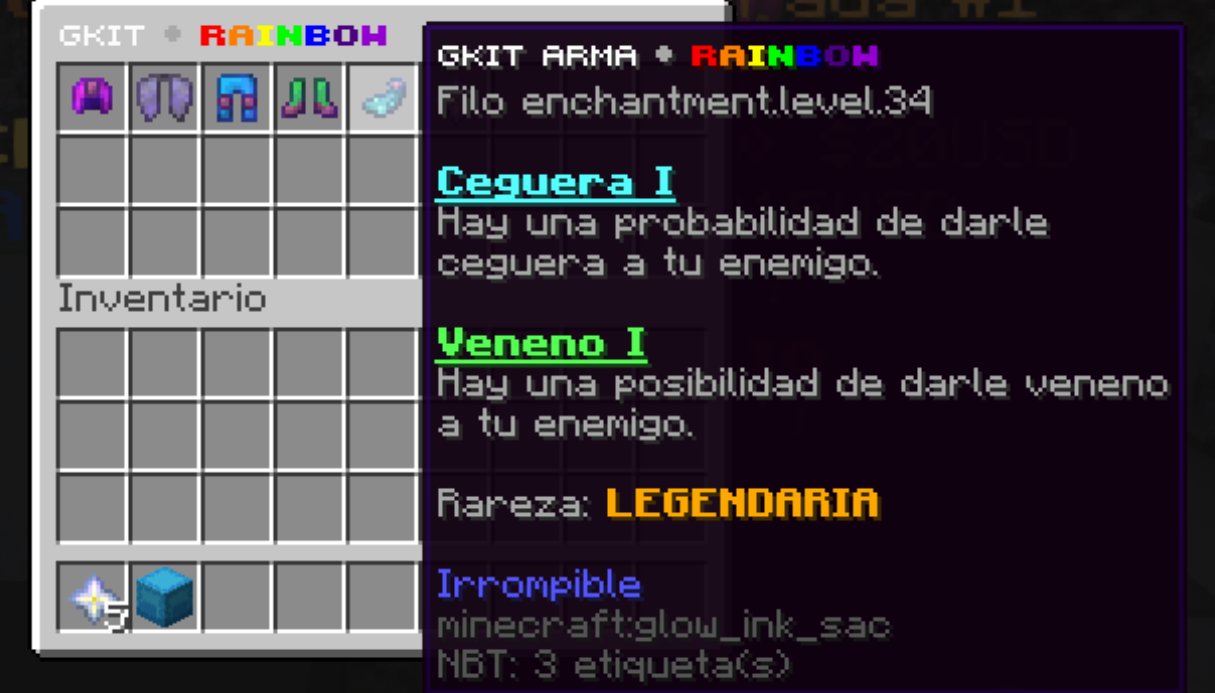 GKIT • RAINBOW
GKIT ARMA • RAINBOW
Filo enchantment.level.34
Ceguera I
Hay una probabilidad de darle
ceguera a tu enemigo.
Inventario
Veneno I
Hay una posibilidad de darle veneno
a tu enemigo.
Rareza: LEGENDARIA
Irrompible
minecraft:glow_ink_sac
NBT: 3 etiqueta(s)
5